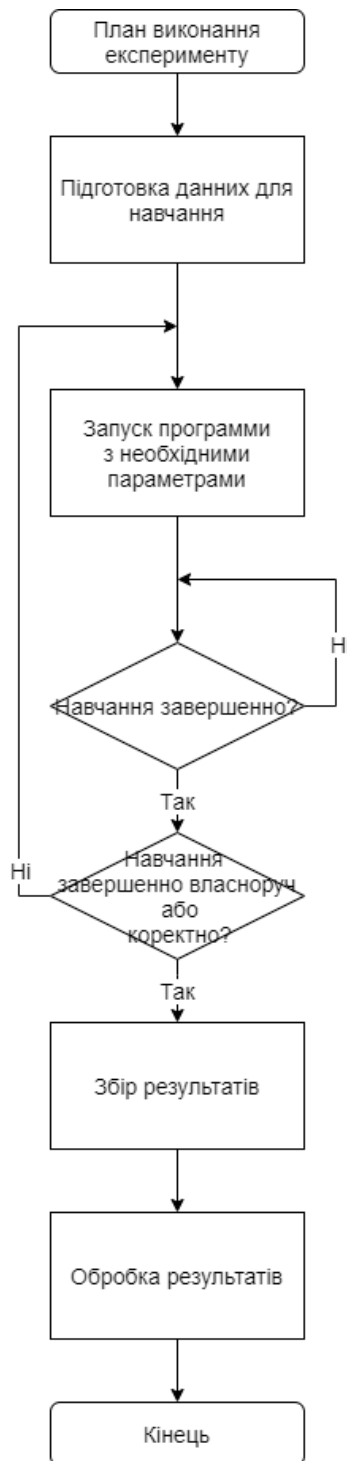 План виконання
експерименту
Підготовка данних для
навчання
Запуск программи
з необхідними
параметрами
Н
Навчання завершенно?
Так
Навчання
завершенно власноруч
або
коректно?
Ні
Так
Збір результатів
Обробка результатів
Кінець